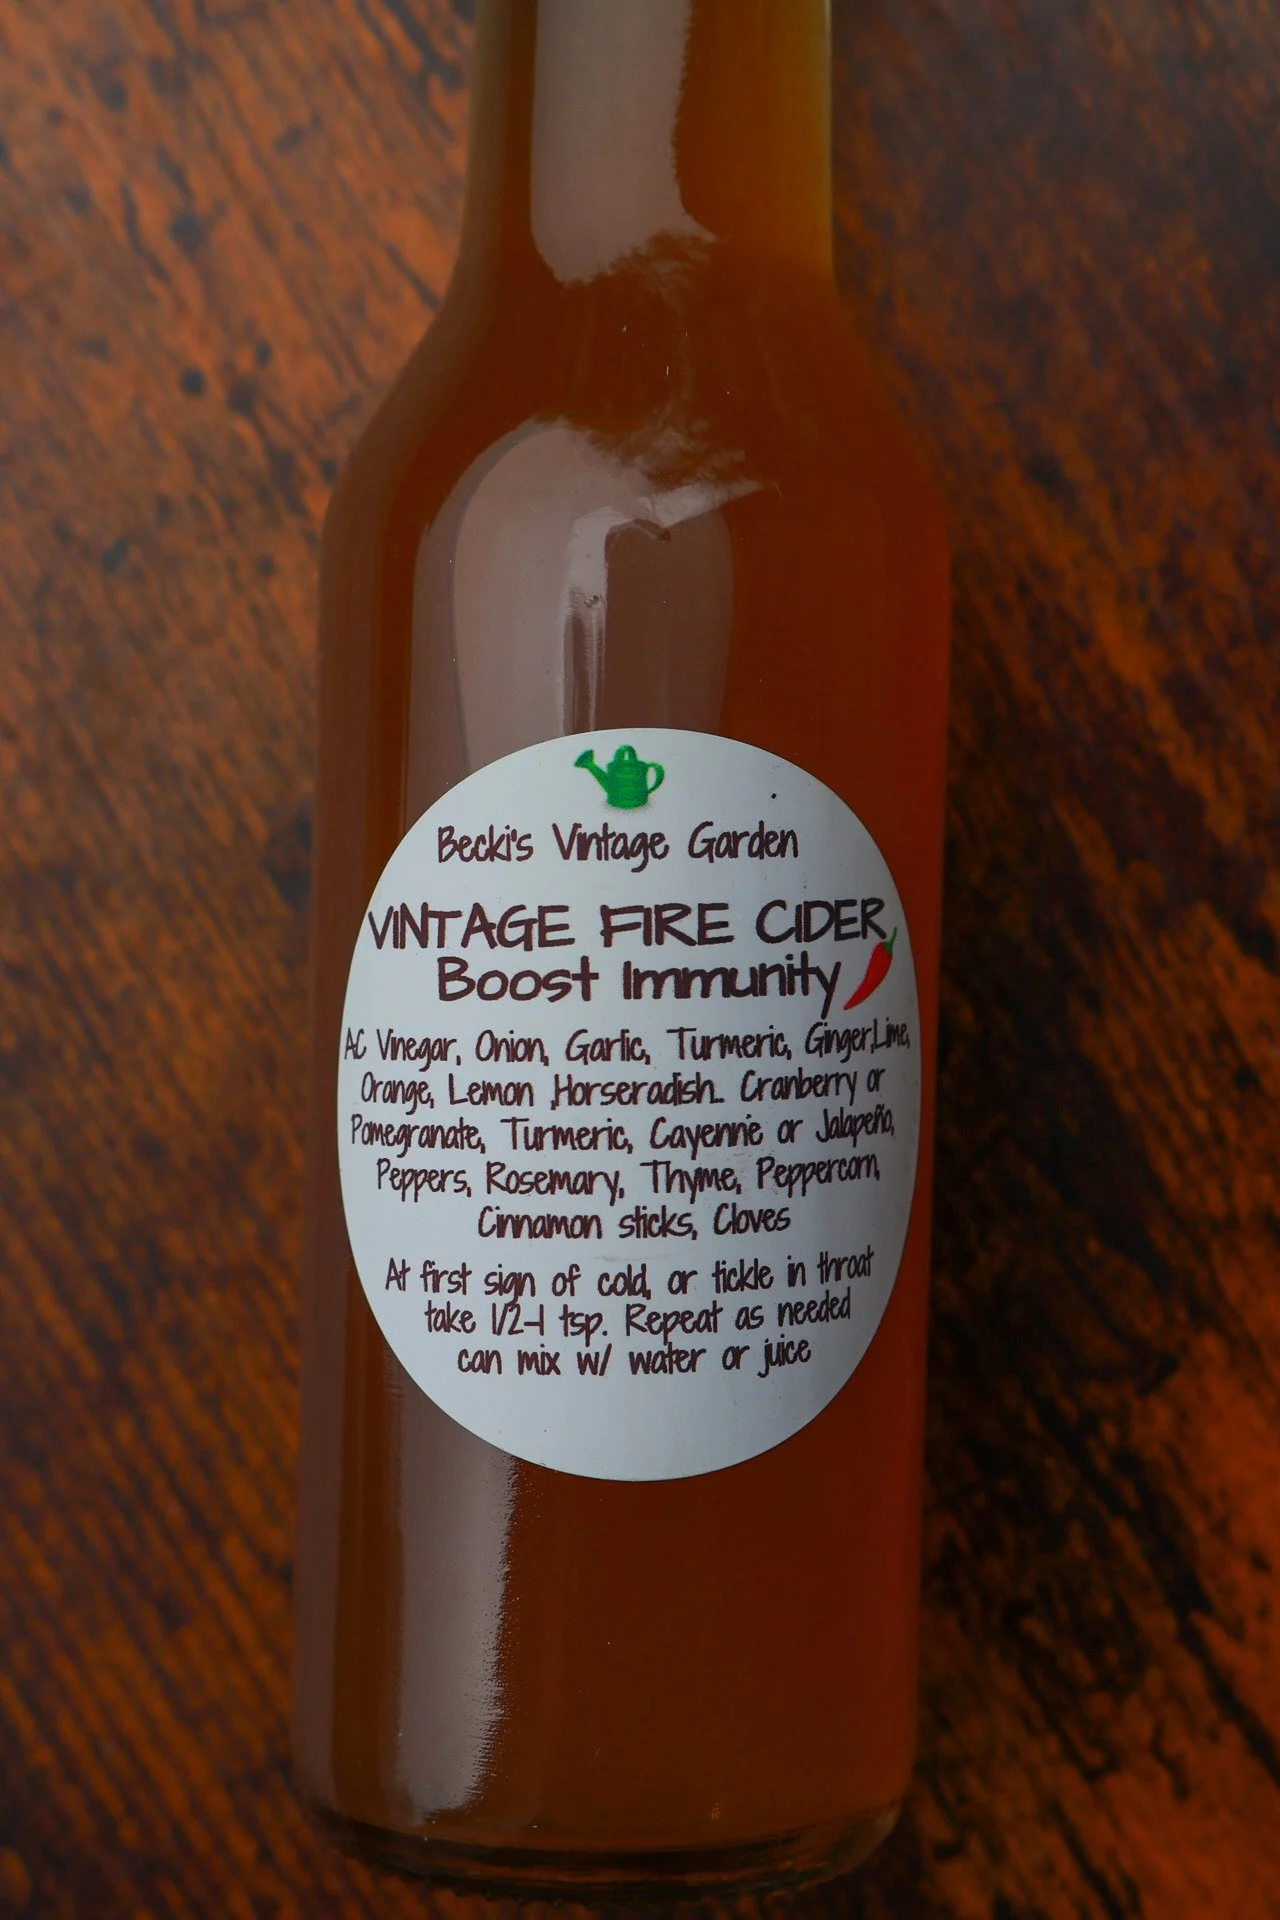 Becki's Vintage Garden
VINTAGE FIRE CIDER
Boost Immunity
AC Vinegar, Onion, Garlic, Turmeric, Ginger,Lime,
Orange, Lemon ,Horseradish.. Cranberry or
Pomegranate, Turmeric, Cayenne or Jalapeño,
Peppers, Rosemary, Thyme, Peppercorn,
Cinnamon sticks, Cloves
At first sign of cold, or tickle in throat
take 1/2-1 tsp. Repeat as needed
can mix w/ water or juice